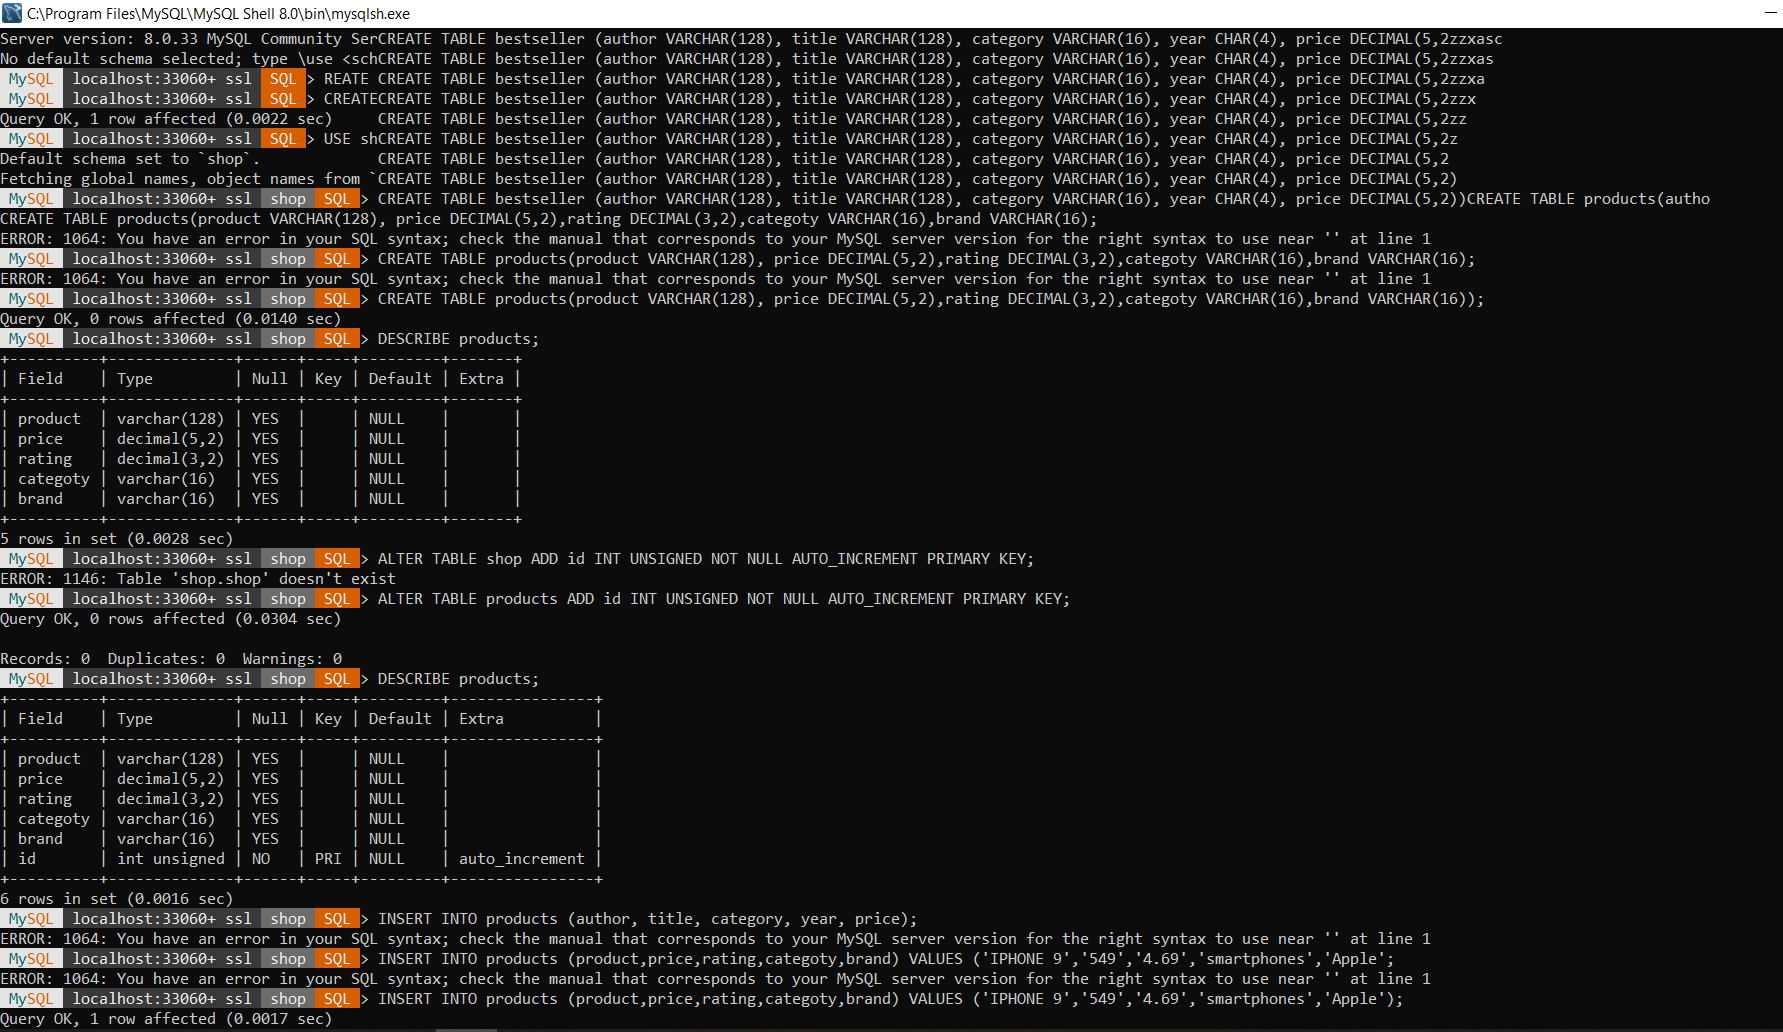 C:\Program Files\MySQL\MySQL Shell 8.0\bin\mysqlsh.exe
Server version: 8.0.33 MySQL Community SerCREATE TABLE bestseller (author VARCHAR(128), title VARCHAR(128), category VARCHAR(16), year CHAR(4), price DECIMAL(5,2zzxasc
No default schema selected; type \use <schCREATE TABLE bestseller (author VARCHAR(128), title VARCHAR(128), category VARCHAR(16), year CHAR(4), price DECIMAL(5,2zzxas
MySQL localhost:33060+ ssl SQL > REATE CREATE TABLE bestseller (author VARCHAR(128), title VARCHAR(128), category VARCHAR(16), year CHAR(4), price DECIMAL(5,2zzxa
MySQL localhost:33060+ ssl SQL > CREATECREATE TABLE bestseller (author VARCHAR(128), title VARCHAR(128), category VARCHAR(16), year CHAR(4), price DECIMAL(5,2zzx
Query OK, 1 row affected (0.0022 sec) CREATE TABLE bestseller (author VARCHAR(128), title VARCHAR(128), category VARCHAR(16), year CHAR(4), price DECIMAL(5,2zz
MySQL localhost:33060+ ssl SQL > USE shCREATE TABLE bestseller (author VARCHAR(128), title VARCHAR(128), category VARCHAR(16), year CHAR(4), price DECIMAL(5,2z
Default schema set to `shop`. CREATE TABLE bestseller (author VARCHAR(128), title VARCHAR(128), category VARCHAR(16), year CHAR(4), price DECIMAL(5,2
Fetching global names, object names from `CREATE TABLE bestseller (author VARCHAR(128), title VARCHAR(128), category VARCHAR(16), year CHAR(4), price DECIMAL(5,2)
MySQL localhost:33060+ ssl shop SQL > CREATE TABLE bestseller (author VARCHAR(128), title VARCHAR(128), category VARCHAR(16), year CHAR(4), price DECIMAL(5,2))CREATE TABLE products(autho
CREATE TABLE products(product VARCHAR(128), price DECIMAL(5,2),rating DECIMAL(3,2),categoty VARCHAR(16),brand VARCHAR(16);
ERROR: 1064: You have an error in your SQL syntax; check the manual that corresponds to your MySQL server version for the right syntax to use near '' at line 1
MySQL localhost:33060+ ssl shop SQL > CREATE TABLE products(product VARCHAR(128), price DECIMAL(5,2),rating DECIMAL(3,2),categoty VARCHAR(16),brand VARCHAR(16);
ERROR: 1064: You have an error in your SQL syntax; check the manual that corresponds to your MySQL server version for the right syntax to use near '' at line 1
MySQL localhost:33060+ ssl shop SQL > CREATE TABLE products(product VARCHAR(128), price DECIMAL(5,2),rating DECIMAL(3,2),categoty VARCHAR(16),brand VARCHAR(16));
Query OK, 0 rows affected (0.0140 sec)
MySQL localhost:33060+ ssl shop SQL > DESCRIBE products;
+----------+--------------+------+-----+---------+-------+
| Field    | Type         | Null | Key | Default | Extra |
+----------+--------------+------+-----+---------+-------+
| product  | varchar(128) | YES  |     | NULL    |       |
| price    | decimal(5,2) | YES  |     | NULL    |       |
| rating   | decimal(3,2) | YES  |     | NULL    |       |
| categoty | varchar(16)  | YES  |     | NULL    |       |
| brand    | varchar(16)  | YES  |     | NULL    |       |
+----------+--------------+------+-----+---------+-------+
5 rows in set (0.0028 sec)
MySQL localhost:33060+ ssl shop SQL > ALTER TABLE shop ADD id INT UNSIGNED NOT NULL AUTO_INCREMENT PRIMARY KEY;
ERROR: 1146: Table 'shop.shop' doesn't exist
MySQL localhost:33060+ ssl shop SQL > ALTER TABLE products ADD id INT UNSIGNED NOT NULL AUTO_INCREMENT PRIMARY KEY;
Query OK, 0 rows affected (0.0304 sec)
Records: 0  Duplicates: 0  Warnings: 0
MySQL localhost:33060+ ssl shop SQL > DESCRIBE products;
+----------+--------------+------+-----+---------+----------------+
| Field    | Type         | Null | Key | Default | Extra          |
+----------+--------------+------+-----+---------+----------------+
| product  | varchar(128) | YES  |     | NULL    |                |
| price    | decimal(5,2) | YES  |     | NULL    |                |
| rating   | decimal(3,2) | YES  |     | NULL    |                |
| categoty | varchar(16)  | YES  |     | NULL    |                |
| brand    | varchar(16)  | YES  |     | NULL    |                |
| id       | int unsigned | NO   | PRI | NULL    | auto_increment |
+----------+--------------+------+-----+---------+----------------+
6 rows in set (0.0016 sec)
MySQL localhost:33060+ ssl shop SQL > INSERT INTO products (author, title, category, year, price);
ERROR: 1064: You have an error in your SQL syntax; check the manual that corresponds to your MySQL server version for the right syntax to use near '' at line 1
MySQL localhost:33060+ ssl shop SQL > INSERT INTO products (product,price,rating,category,brand) VALUES ('IPHONE 9','549','4.69','smartphones','Apple';
ERROR: 1064: You have an error in your SQL syntax; check the manual that corresponds to your MySQL server version for the right syntax to use near '' at line 1
MySQL localhost:33060+ ssl shop SQL > INSERT INTO products (product,price,rating,categoty,brand) VALUES ('IPHONE 9','549','4.69','smartphones','Apple');
Query OK, 1 row affected (0.0017 sec)